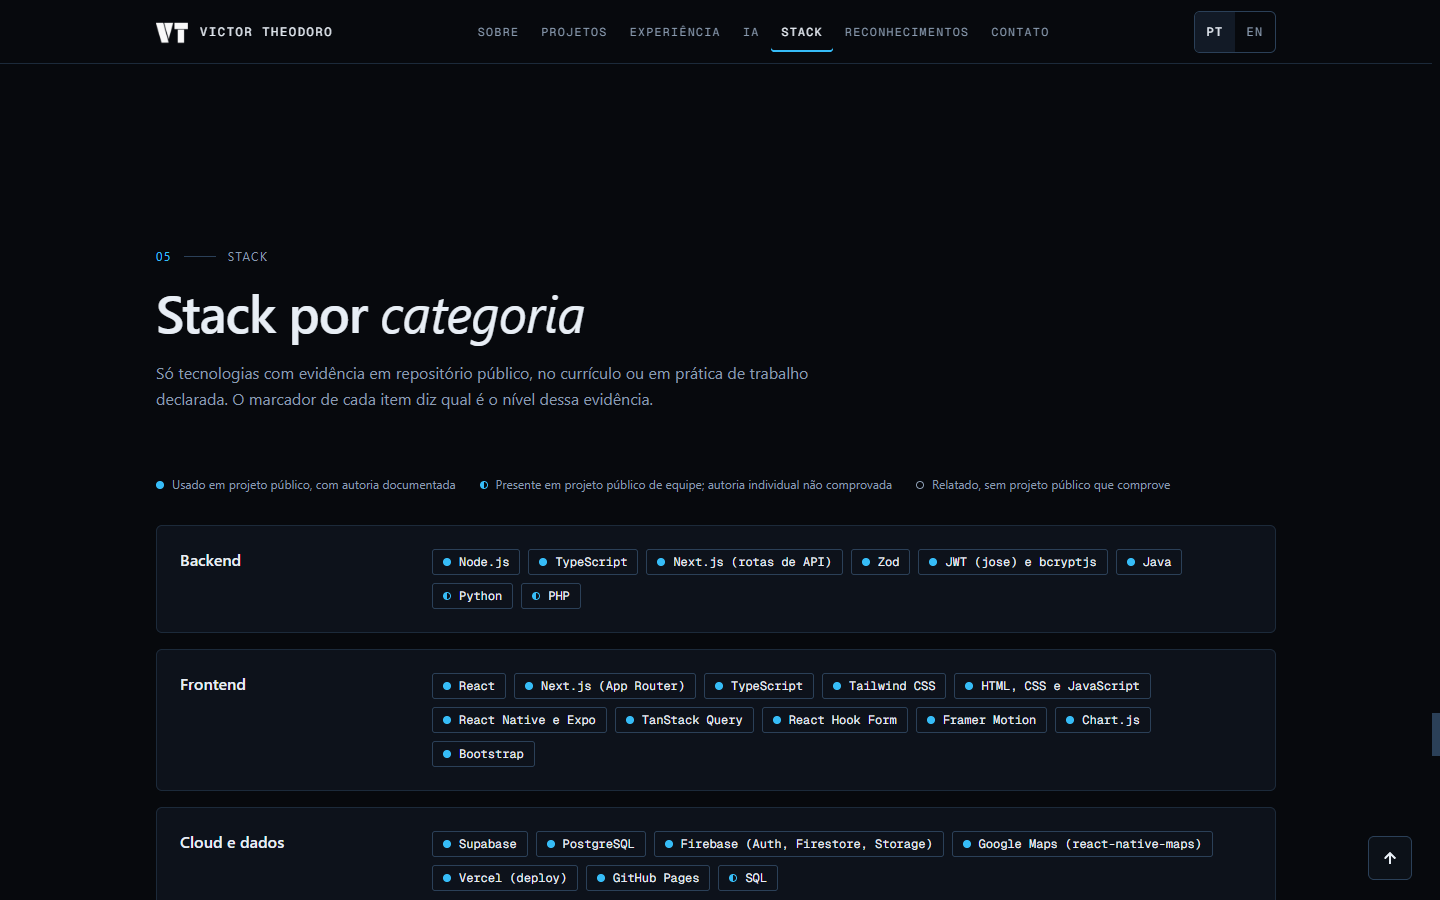 VT VICTOR THEODORO SOBRE PROJETOS EXPERIÊNCIA IA STACK RECONHECIMENTOS CONTATO PT EN
05 STACK
Stack por categoria
Só tecnologias com evidência em repositório público, no currículo ou em prática de trabalho
declarada. O marcador de cada item diz qual é o nível dessa evidência.
Usado em projeto público, com autoria documentada Presente em projeto público de equipe; autoria individual não comprovada Relatado, sem projeto público que comprove
Backend Node.js TypeScript Next.js (rotas de API) Zod JWT (jose) e bcryptjs Java
Python PHP
Frontend React Next.js (App Router) TypeScript Tailwind CSS HTML, CSS e JavaScript
React Native e Expo TanStack Query React Hook Form Framer Motion Chart.js
Bootstrap
Cloud e dados Supabase PostgreSQL Firebase (Auth, Firestore, Storage) Google Maps (react-native-maps)
Vercel (deploy) GitHub Pages SQL